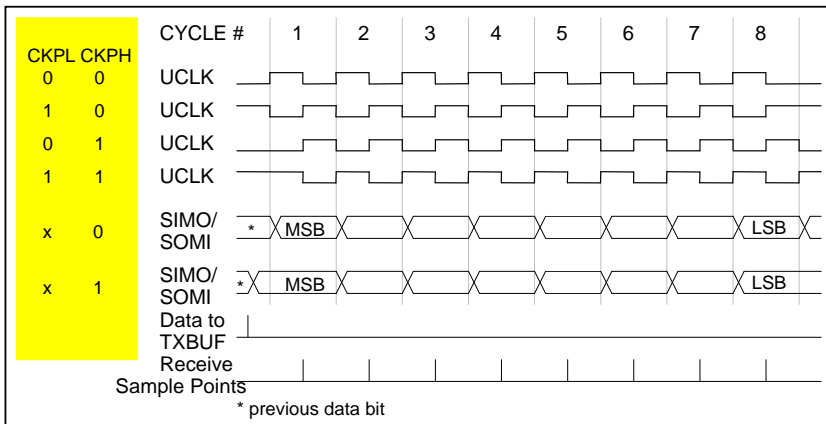 CYCLE # 1 2 3 4 5 6 7 8
CKPL CKPH
0 0 UCLK
1 0 UCLK
0 1 UCLK
1 1 UCLK
x 0 SIMO/
SOMI * MSB LSB
x 1 SIMO/
SOMI * MSB LSB
Data to
TXBUF
Receive
Sample Points
* previous data bit